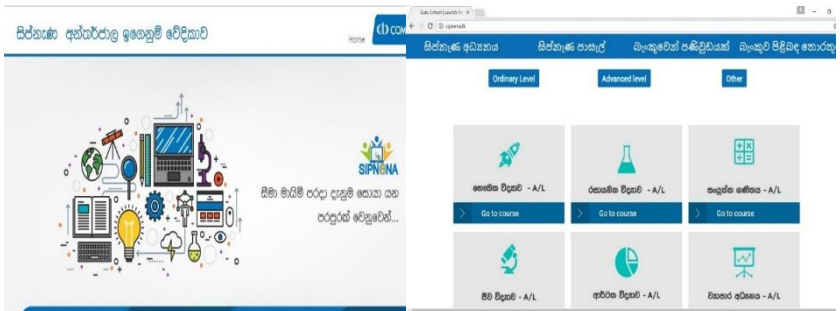 සිප්නැණ අන්තර්ජාල ඉගෙනුම් වේදිකාව
Home
COM
SIPNENA
සීමා මායිම් පරදා දැනුම සොයා යන
පරපුරක් වෙනුවෙන්...
සිප්නැණ අධ්‍යනය සිප්නැණ පාසැල් බැංකුවෙන් පණිවුඩයක් බැංකුව පිළිබඳ තොරතුරු
Ordinary Level Advanced level Other
භෞතික විද්‍යාව - A/L රසායනික විද්‍යාව - A/L සංයුක්ත ගණිතය - A/L
Go to course Go to course Go to course
ජීව විද්‍යාව - A/L ආර්ථික විද්‍යාව - A/L ව්‍යාපාර අධ්‍යනය - A/L